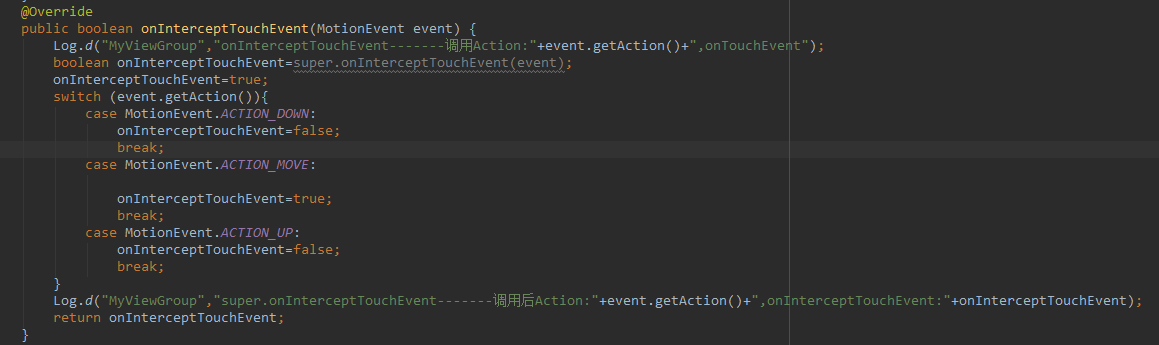 @Override
public boolean onInterceptTouchEvent(MotionEvent event) {
Log.d("MyViewGroup","onInterceptTouchEvent-------调用Action:"+event.getAction()+",onTouchEvent");
boolean onInterceptTouchEvent=super.onInterceptTouchEvent(event);
onInterceptTouchEvent=true;
switch (event.getAction()){
case MotionEvent.ACTION_DOWN:
onInterceptTouchEvent=false;
break;
case MotionEvent.ACTION_MOVE:
onInterceptTouchEvent=true;
break;
case MotionEvent.ACTION_UP:
onInterceptTouchEvent=false;
break;
}
Log.d("MyViewGroup","super.onInterceptTouchEvent-------调用后Action:"+event.getAction()+",onInterceptTouchEvent:"+onInterceptTouchEvent);
return onInterceptTouchEvent;
}